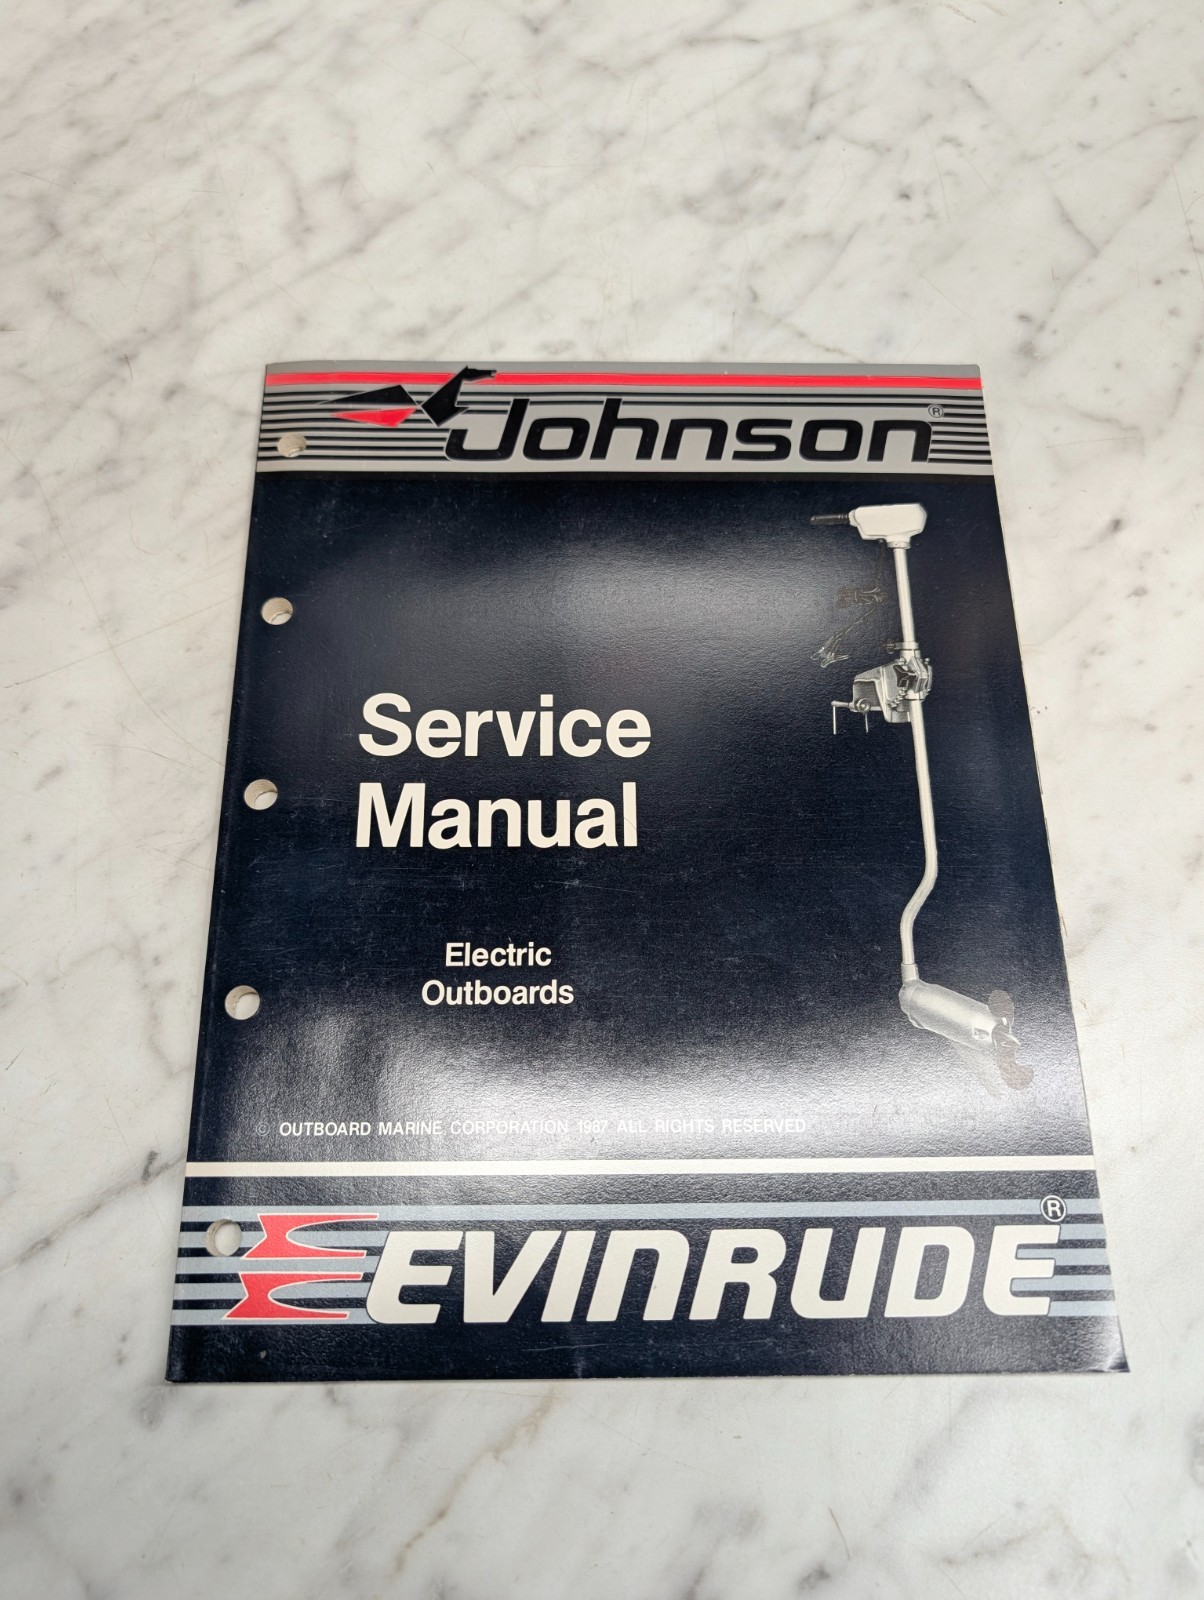 Johnson®
Service
Manual
Electric
Outboards
© OUTBOARD MARINE CORPORATION 1987 ALL RIGHTS RESERVED
EVINRUDE®